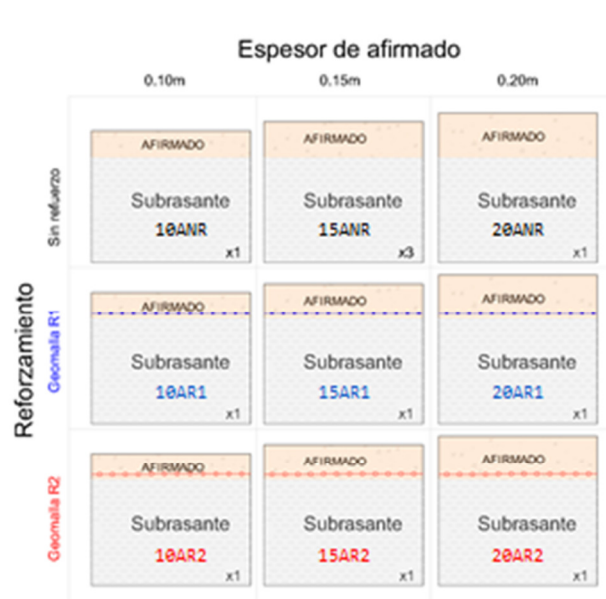 Espesor de afirmado
0.10m 0.15m 0.20m
Reforzamiento
Sin refuerzo
AFIRMADO AFIRMADO AFIRMADO
Subrasante Subrasante Subrasante
10ANR 15ANR 20ANR
x1 x3 x1
Geomalla R1
AFIRMADO AFIRMADO AFIRMADO
Subrasante Subrasante Subrasante
10AR1 15AR1 20AR1
x1 x1 x1
Geomalla R2
AFIRMADO AFIRMADO AFIRMADO
Subrasante Subrasante Subrasante
10AR2 15AR2 20AR2
x1 x1 x1